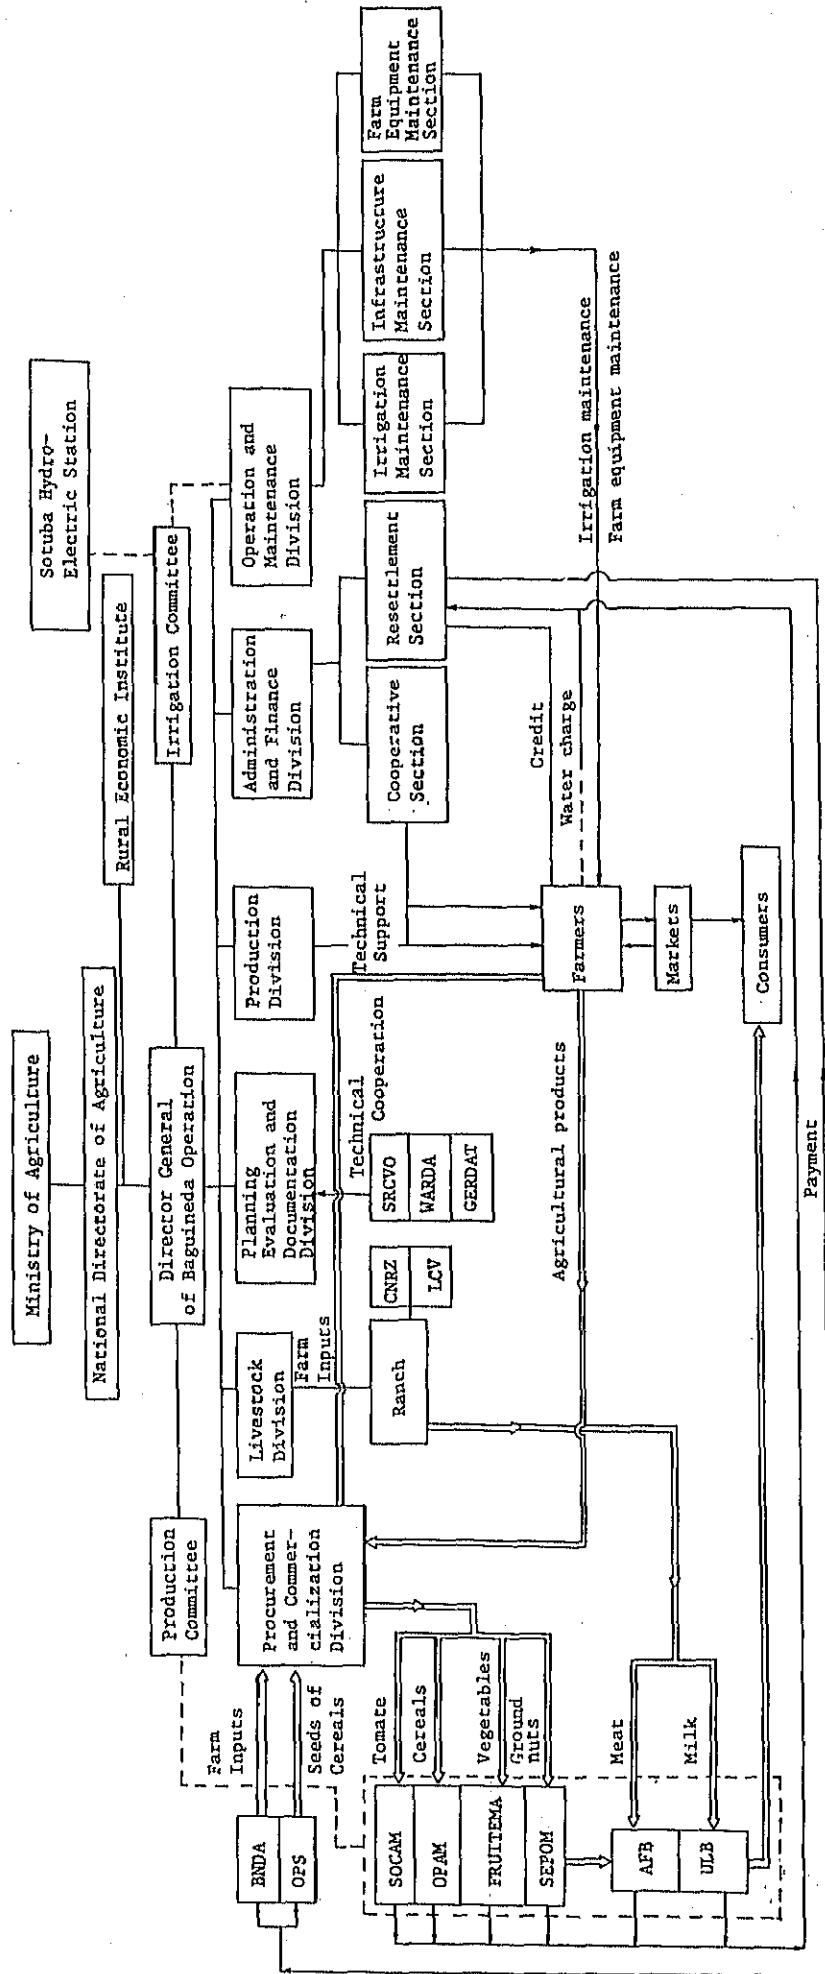 Ministry of Agriculture
National Directorate of Agriculture
Rural Economic Institute
Sotuba Hydro-
Electric Station
Production
Committee
Director General
of Baguineda Operation
Irrigation Committee
Farm
Inputs
Seeds of
Cereals
BNDA
OPS
Procurement
and Commer-
cialization
Division
Livestock
Division
Planning
Evaluation and
Documentation
Division
Production
Division
Administration
and Finance
Division
Operation and
Maintenance
Division
Farm
Inputs
Technical
Cooperation
Technical
Support
Tomate
Cereals
Vegetables
Ground
nuts
Meat
Milk
SOCAM
OPAM
FRUITEMA
SEPOM
AFB
ULB
Ranch
CNRZ
LCV
SRCVO
WARDA
GERDAT
Cooperative
Section
Resettlement
Section
Irrigation
Maintenance
Section
Infrastructure
Maintenance
Section
Farm
Equipment
Maintenance
Section
Agricultural products
Credit
Water charge
Irrigation maintenance
Farm equipment maintenance
Farmers
Markets
Consumers
Payment